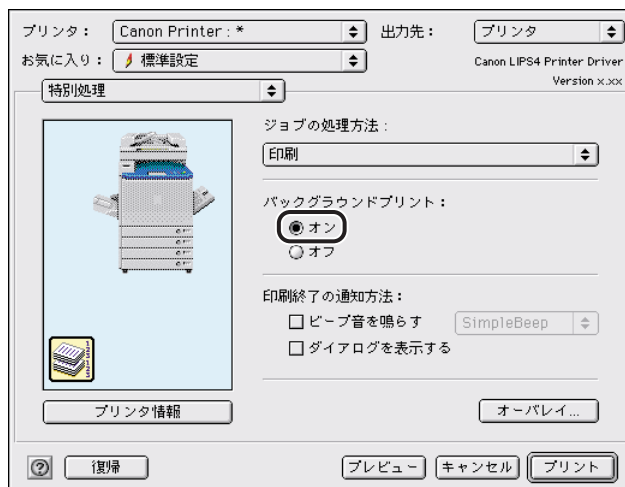 プリンタ： Canon Printer : * 出力先： プリンタ
お気に入り： 標準設定 Canon LIPS4 Printer Driver
Version x.xx
特別処理
ジョブの処理方法：
印刷
バックグラウンドプリント：
オン
オフ
印刷終了の通知方法：
ビープ音を鳴らす SimpleBeep
ダイアログを表示する
プリンタ情報 オーバレイ...
? 復帰 プレビュー キャンセル プリント